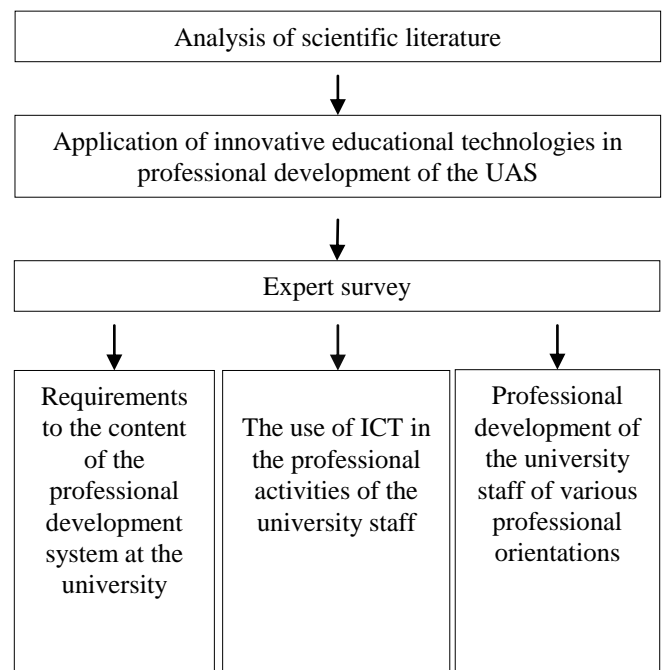 Analysis of scientific literature
Application of innovative educational technologies in
professional development of the UAS
Expert survey
Requirements
to the content
of the
professional
development
system at the
university
The use of ICT in
the professional
activities of the
university staff
Professional
development of
the university
staff of various
professional
orientations